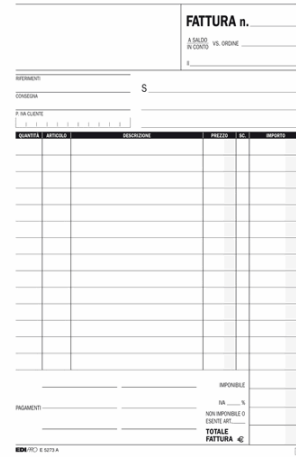 FATTURA n.
A SALDO
IN CONTO VS. ORDINE
RIFERIMENTI
S
CONSEGNA
P. IVA CLIENTE
QUANTITÀ ARTICOLO DESCRIZIONE PREZZO SC. IMPORTO
IMPONIBILE
IVA %
PAGAMENTI
NON IMPONIBILE O
ESENTE ART.
TOTALE
FATTURA €
EDIPRO E 5275 A